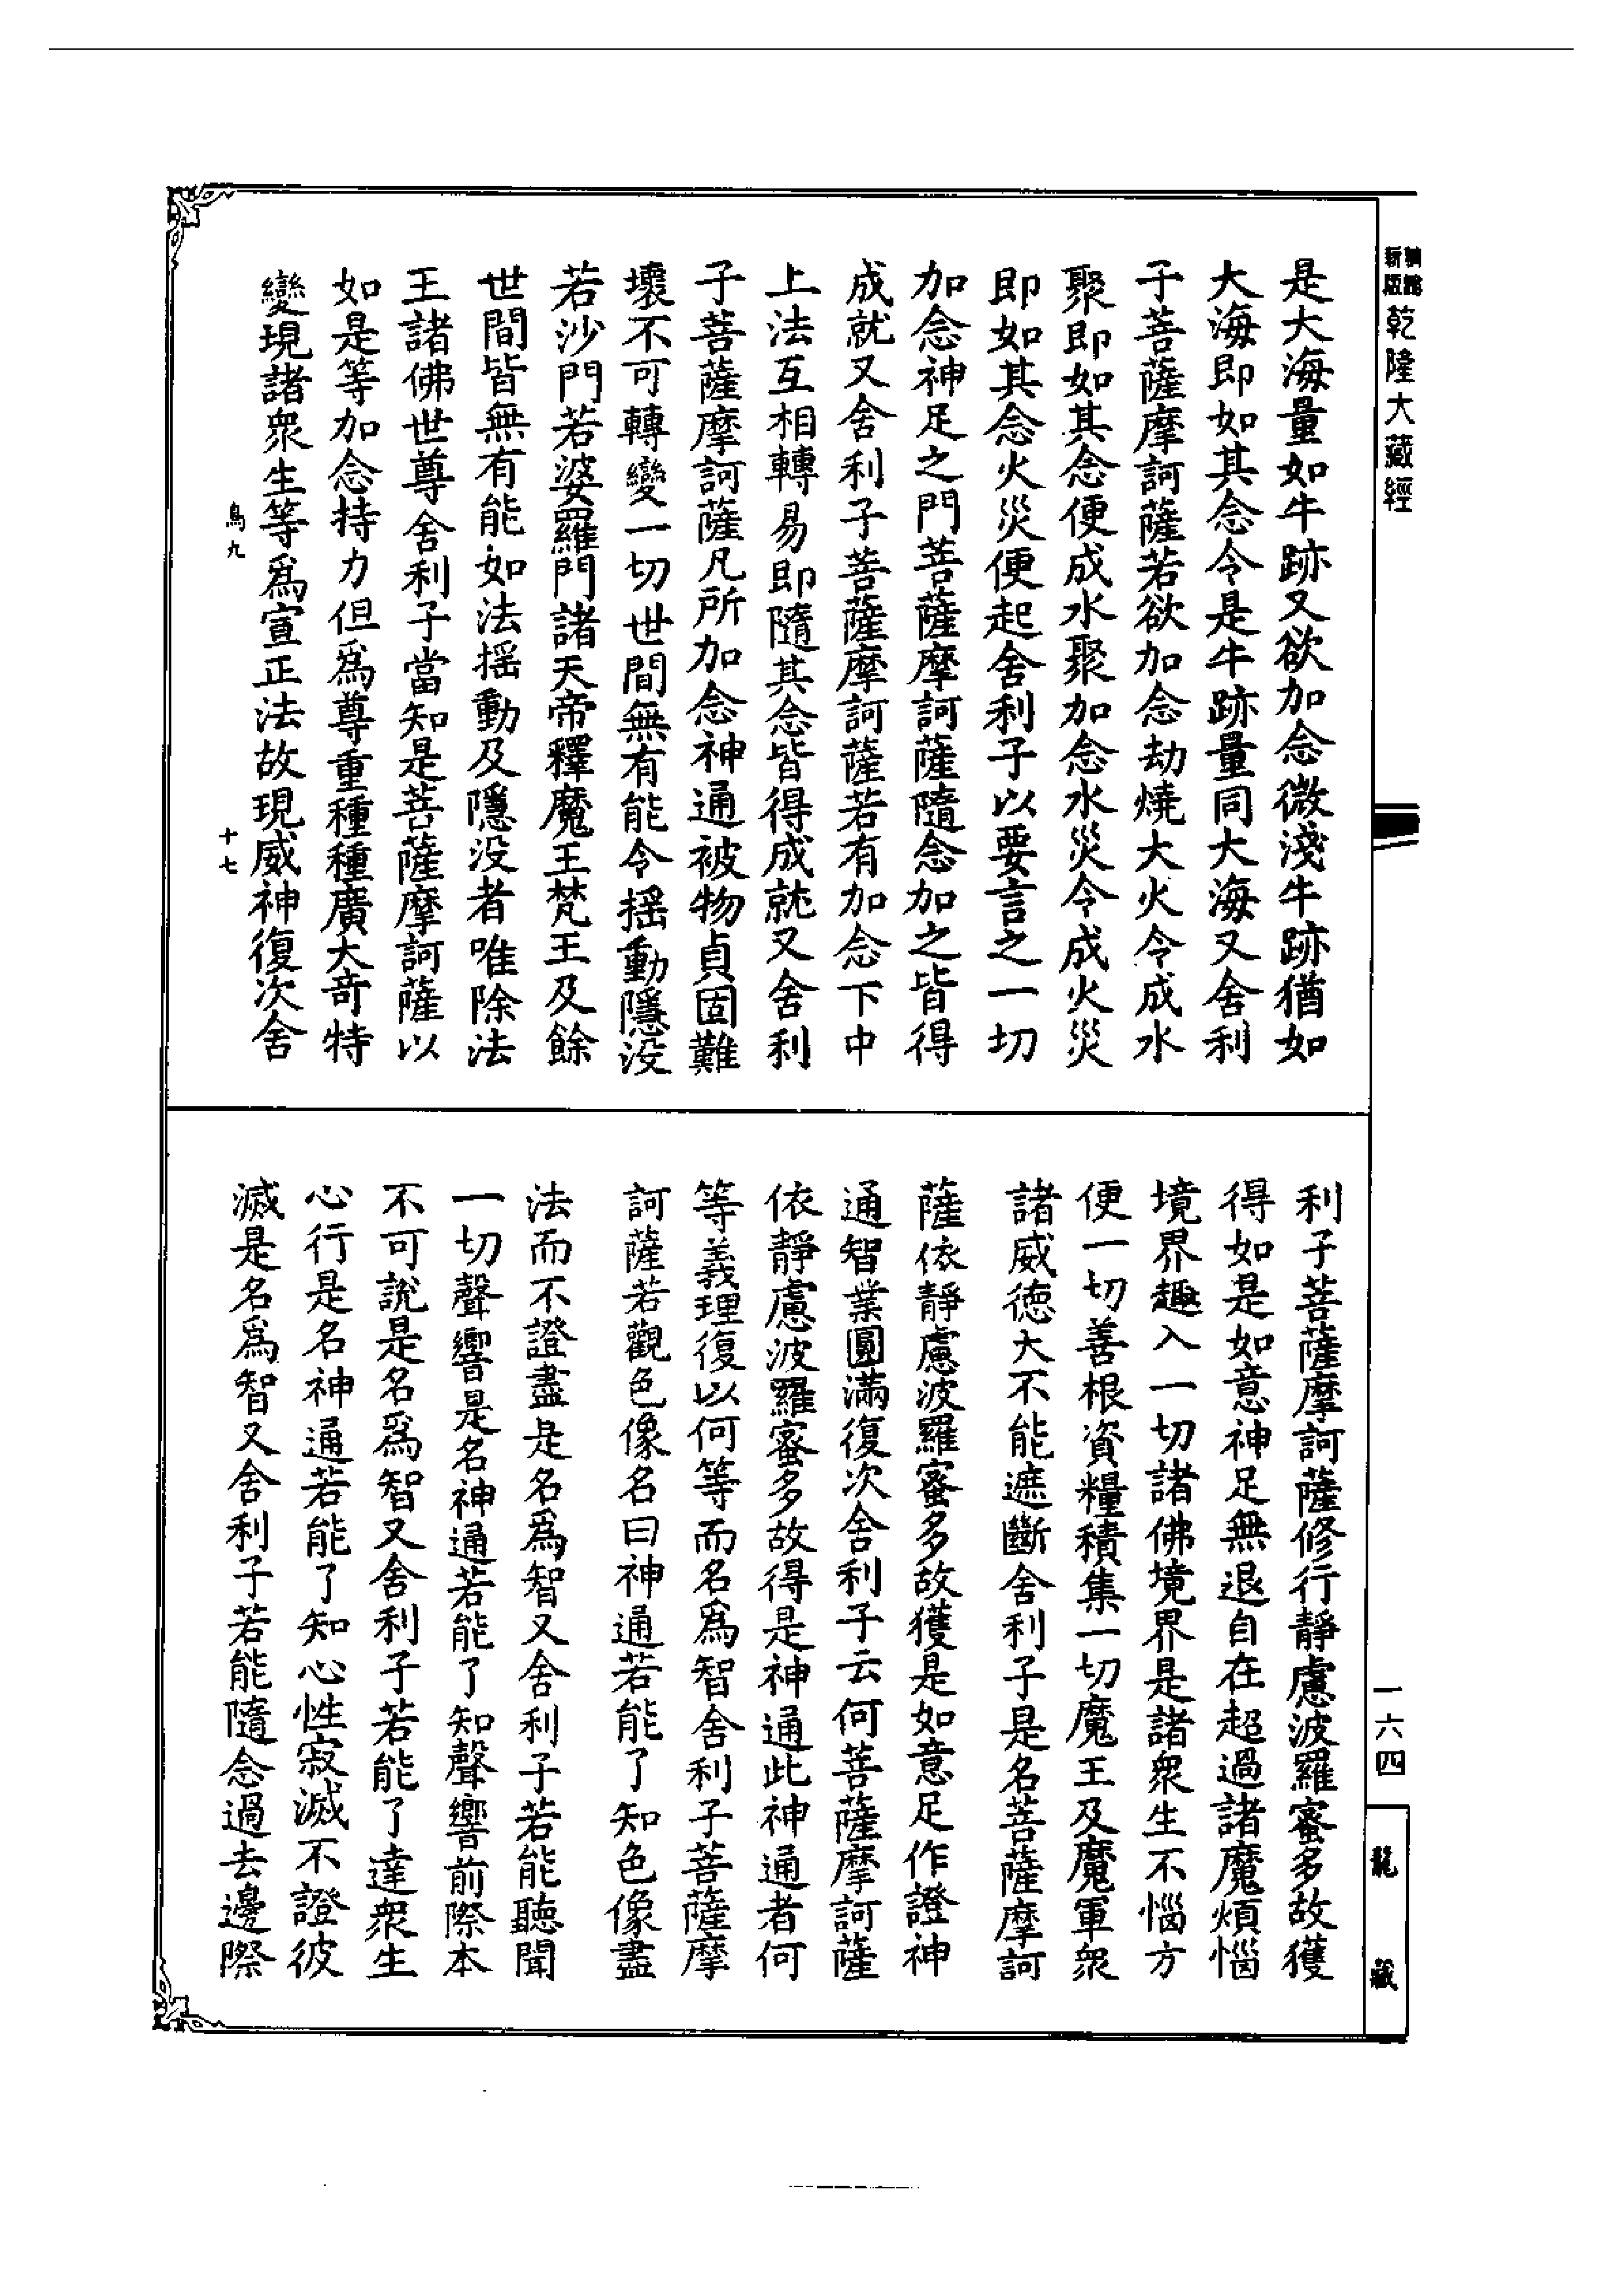 新版
乾隆大藏經
是大海量如牛跡又欲加念微淺牛跡猶如
大海即如其念令是牛跡量同大海又舍利
子菩薩摩訶薩若欲加念劫燒大火令成水
聚即如其念便成水聚加念水災令成火災
即如其念火災便起舍利子以要言之一切
加念神足之門菩薩摩訶薩隨念加之皆得
成就又舍利子菩薩摩訶薩若有加念下中
上法互相轉易即隨其念皆得成就又舍利
子菩薩摩訶薩凡所加念神通被物貞固難
壞不可轉變一切世間無有能令搖動隱沒
若沙門若婆羅門諸天帝釋魔王梵王及餘
世間皆無有能如法搖動及隱沒者唯除法
王諸佛世尊舍利子當知是菩薩摩訶薩以
如是等加念持力但為尊重種種廣大奇特
變現諸眾生等為宣正法故現威神復次舍
鳥九
十七
利子菩薩摩訶薩修行靜慮波羅蜜多故獲
得如是如意神足無退自在超過諸魔煩惱
境界趣入一切諸佛境界是諸眾生不惱方
便一切善根資糧積集一切魔王及魔軍眾
諸威德大不能遮斷舍利子是名菩薩摩訶
薩依靜慮波羅蜜多故獲是如意足作證神
通智業圓滿復次舍利子云何菩薩摩訶薩
依靜慮波羅蜜多故得是神通此神通者何
等義理復以何等而名為智舍利子菩薩摩
訶薩若觀色像名曰神通若能了知色像盡
法而不證盡是名為智又舍利子若能聽聞
一切聲響是名神通若能了知聲響前際本
不可說是名為智又舍利子若能了達眾生
心行是名神通若能了知心性寂滅不證彼
滅是名為智又舍利子若能隨念過去邊際
一六四
龍藏